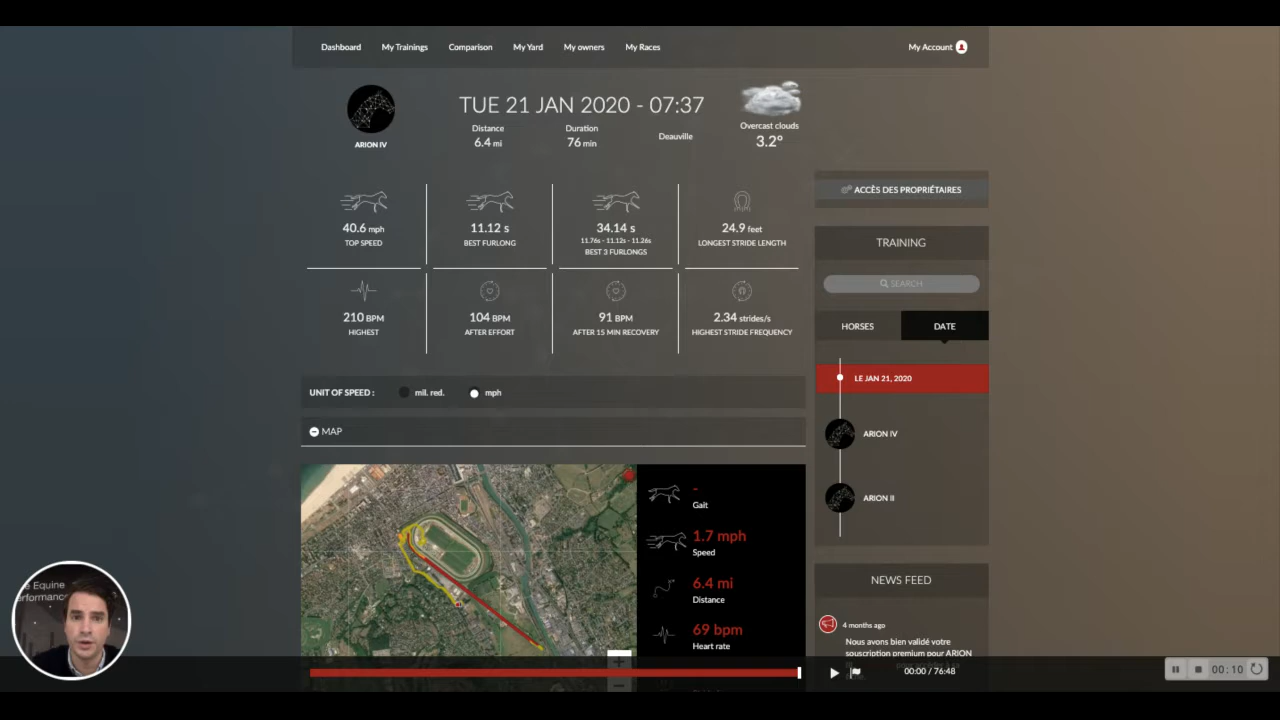 Dashboard My Trainings Comparison My Yard My owners My Races My Account
TUE 21 JAN 2020 - 07:37
ARION IV
Distance
6.4 mi
Duration
76 min
Deauville
Overcast clouds
3.2°
40.6 mph
TOP SPEED
11.12 s
BEST FURLONG
34.14 s
11.76s - 11.12s - 11.26s
BEST 3 FURLONGS
24.9 feet
LONGEST STRIDE LENGTH
210 BPM
HIGHEST
104 BPM
AFTER EFFORT
91 BPM
AFTER 15 MIN RECOVERY
2.34 strides/s
HIGHEST STRIDE FREQUENCY
UNIT OF SPEED : mil. red. mph
MAP
-
Gait
1.7 mph
Speed
6.4 mi
Distance
69 bpm
Heart rate
ACCÈS DES PROPRIÉTAIRES
TRAINING
SEARCH
HORSES DATE
LE JAN 21, 2020
ARION IV
ARION II
NEWS FEED
4 months ago
Nous avons bien validé votre
souscription premium pour ARION
Equine
00:00 / 76:48
00:10